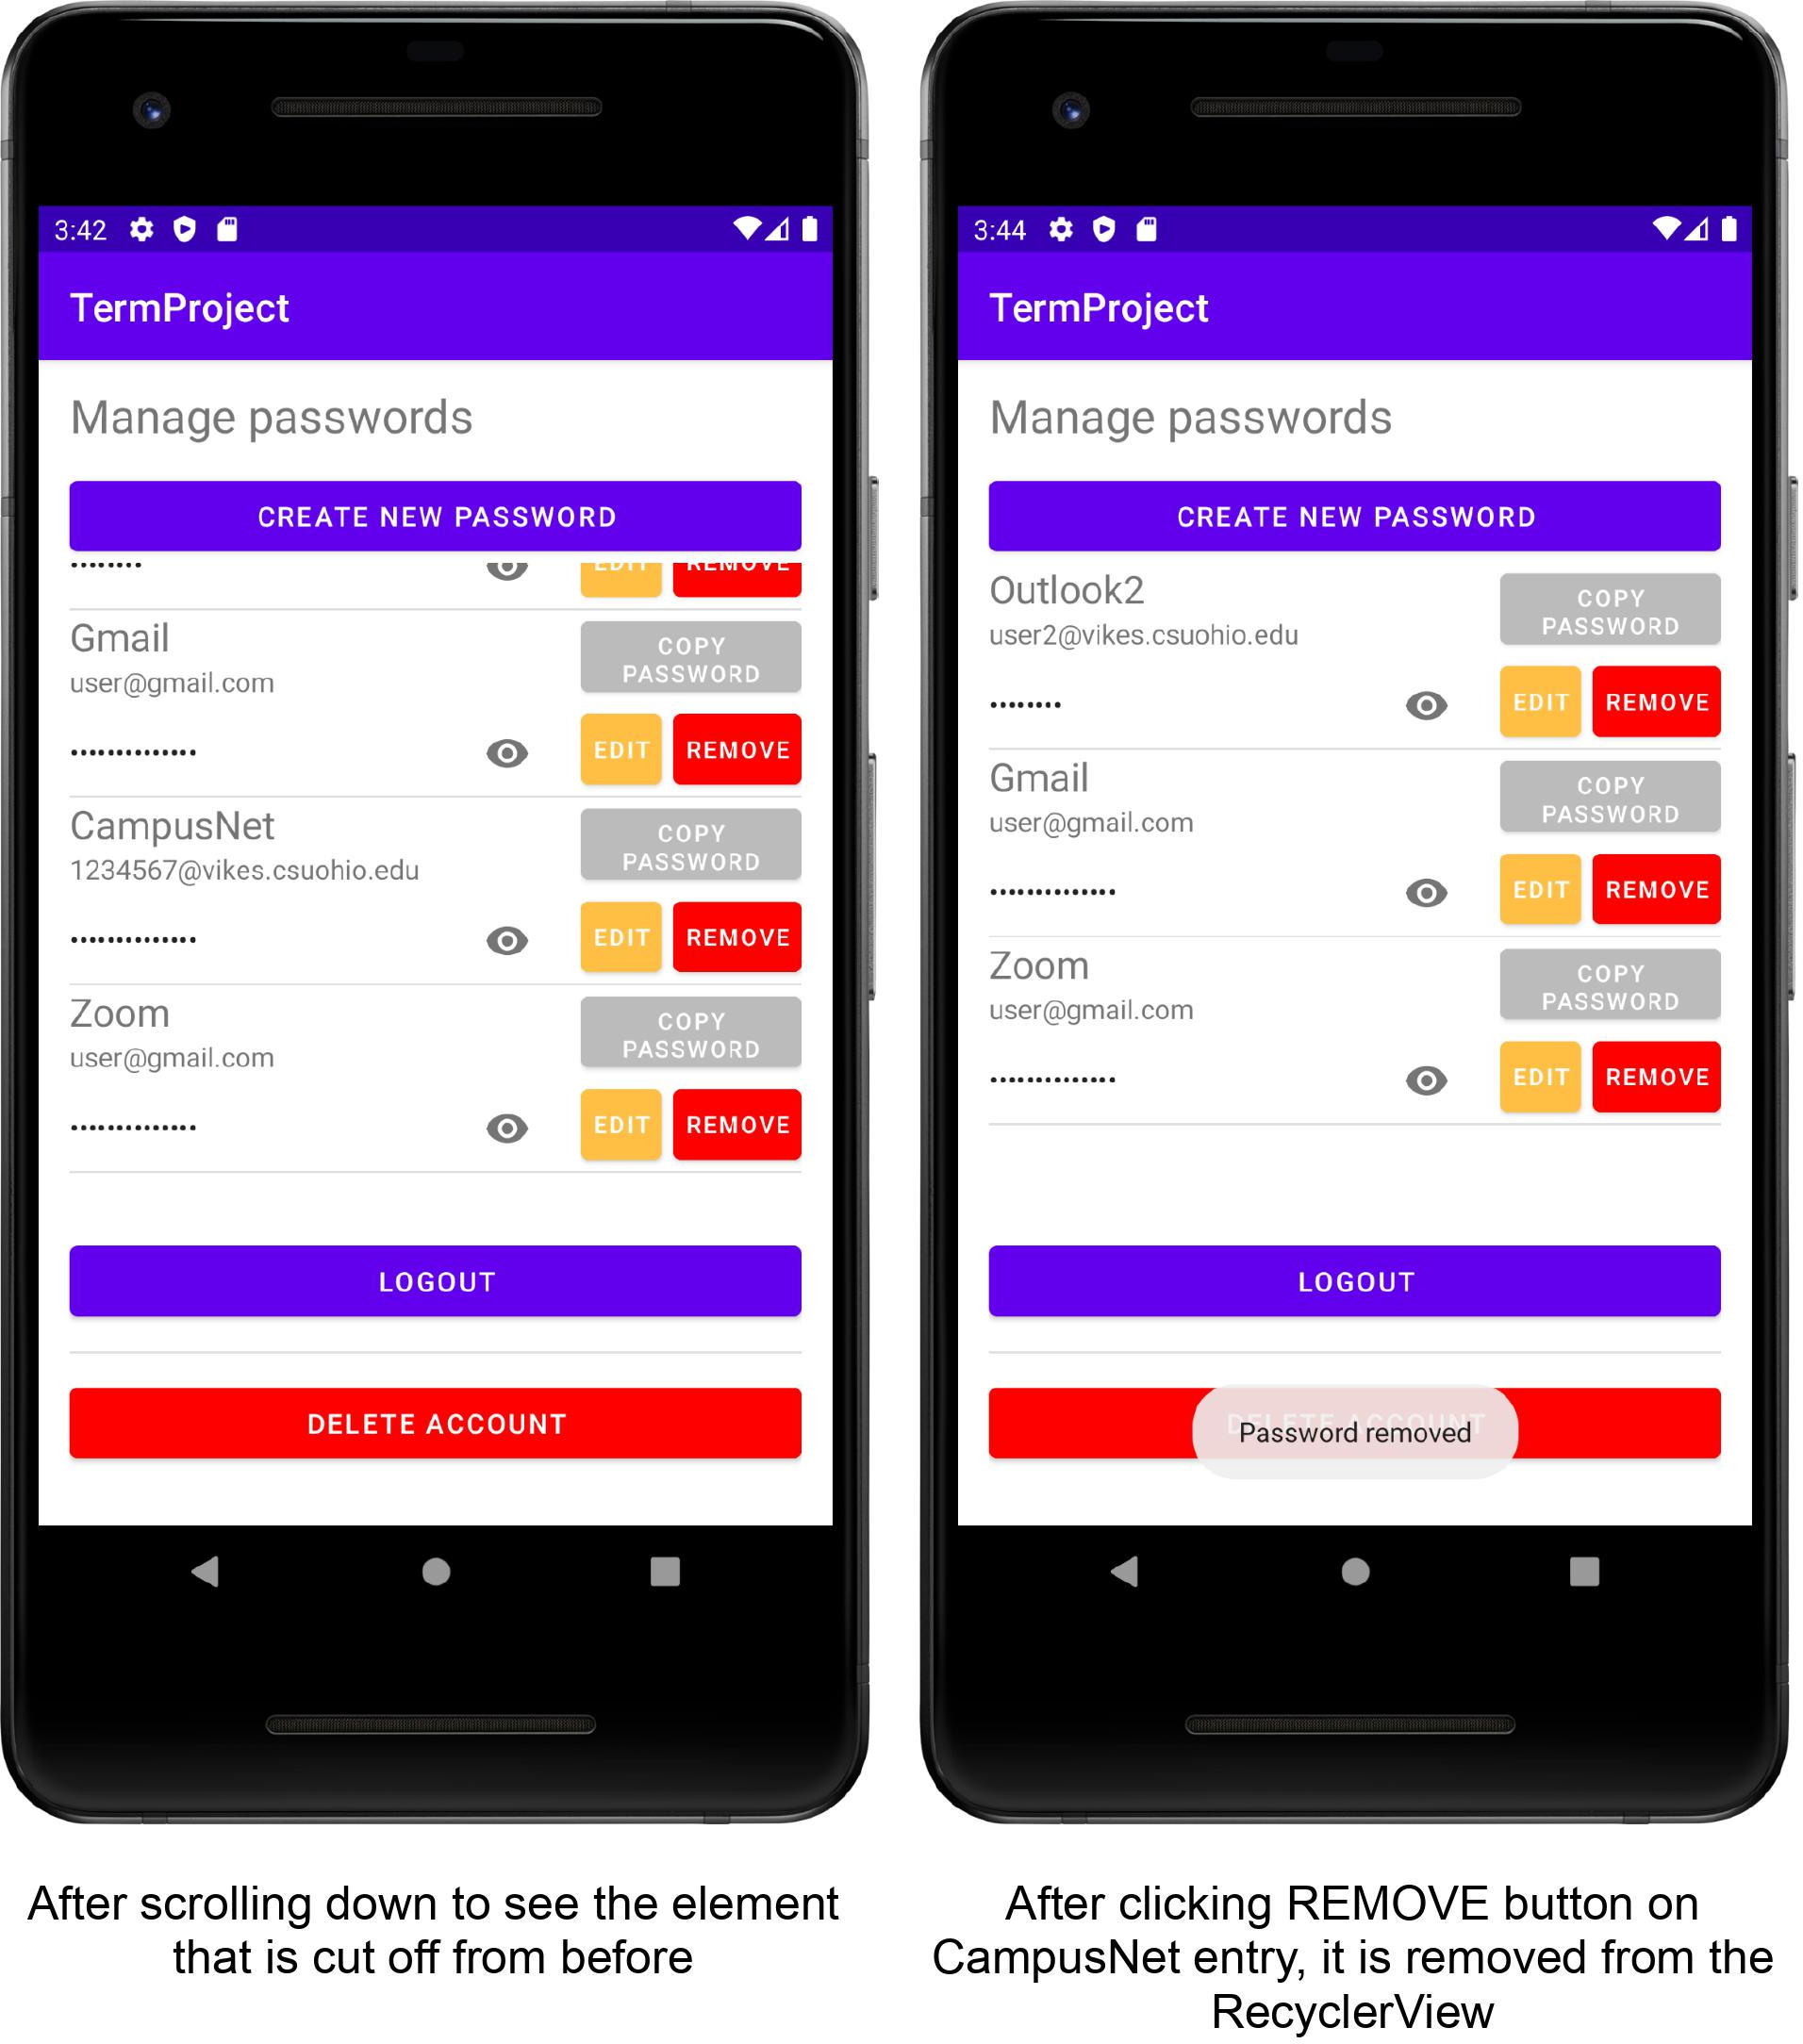 3:42
TermProject
Manage passwords
CREATE NEW PASSWORD
EDIT REMOVE
Gmail
COPY
PASSWORD
user@gmail.com
EDIT REMOVE
CampusNet
COPY
PASSWORD
1234567@vikes.csuohio.edu
EDIT REMOVE
Zoom
COPY
PASSWORD
user@gmail.com
EDIT REMOVE
LOGOUT
DELETE ACCOUNT
After scrolling down to see the element
that is cut off from before
3:44
TermProject
Manage passwords
CREATE NEW PASSWORD
Outlook2
COPY
PASSWORD
user2@vikes.csuohio.edu
EDIT REMOVE
Gmail
COPY
PASSWORD
user@gmail.com
EDIT REMOVE
Zoom
COPY
PASSWORD
user@gmail.com
EDIT REMOVE
LOGOUT
DELETE ACCOUNT
Password removed
After clicking REMOVE button on
CampusNet entry, it is removed from the
RecyclerView